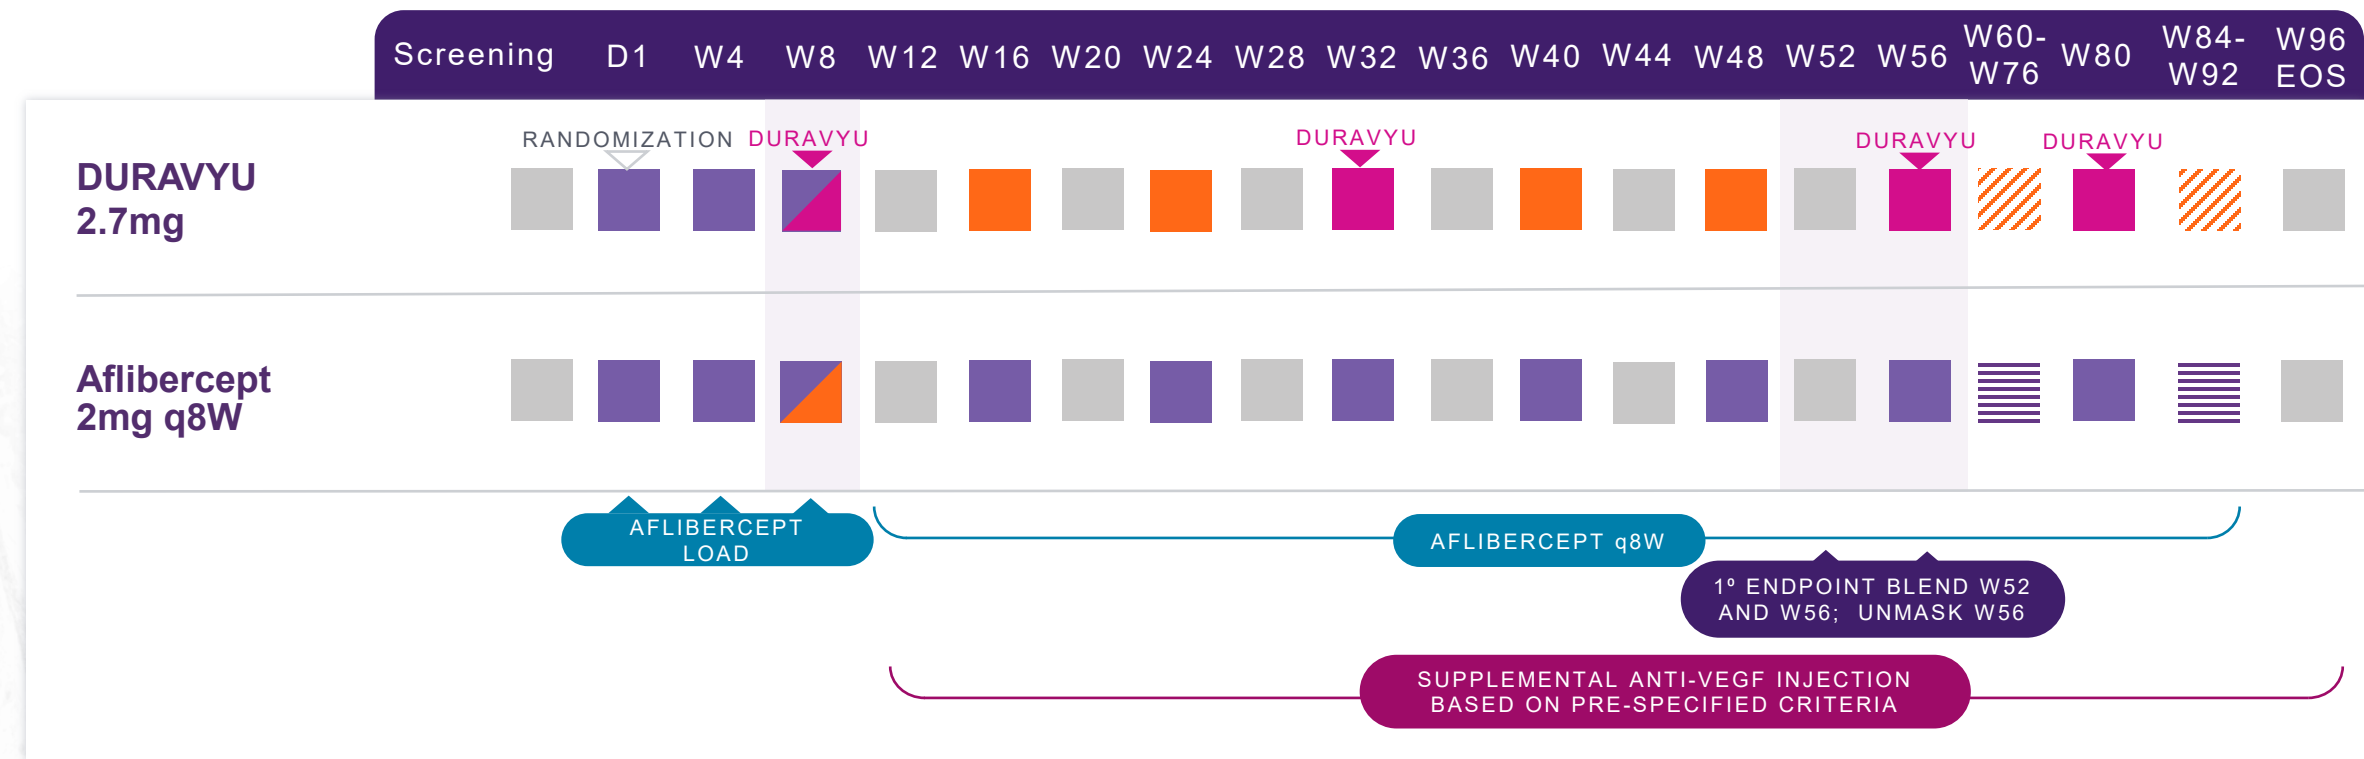 Screening D1 W4 W8 W12 W16 W20 W24 W28 W32 W36 W40 W44 W48 W52 W56 W60-W76 W80 W84-W92 W96 EOS
RANDOMIZATION DURAVYU DURAVYU DURAVYU DURAVYU
DURAVYU
2.7mg
Aflibercept
2mg q8W
AFLIBERCEPT
LOAD
AFLIBERCEPT q8W
1º ENDPOINT BLEND W52
AND W56; UNMASK W56
SUPPLEMENTAL ANTI-VEGF INJECTION
BASED ON PRE-SPECIFIED CRITERIA